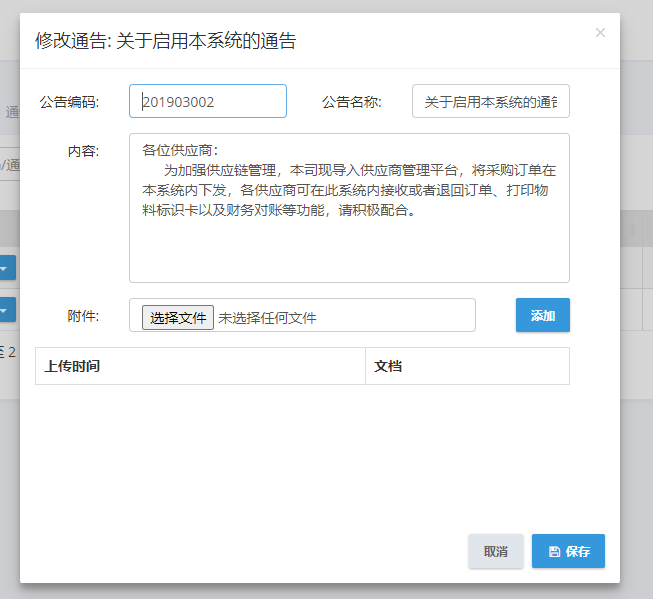 修改通告: 关于启用本系统的通告
×
公告编码: 201903002 公告名称: 关于启用本系统的通告
通
/通
内容: 各位供应商：
为加强供应链管理，本司现导入供应商管理平台，将采购订单在
本系统内下发，各供应商可在此系统内接收或者退回订单、打印物
料标识卡以及财务对账等功能，请积极配合。
附件: 选择文件 未选择任何文件 添加
至 2
上传时间 文档
取消 保存